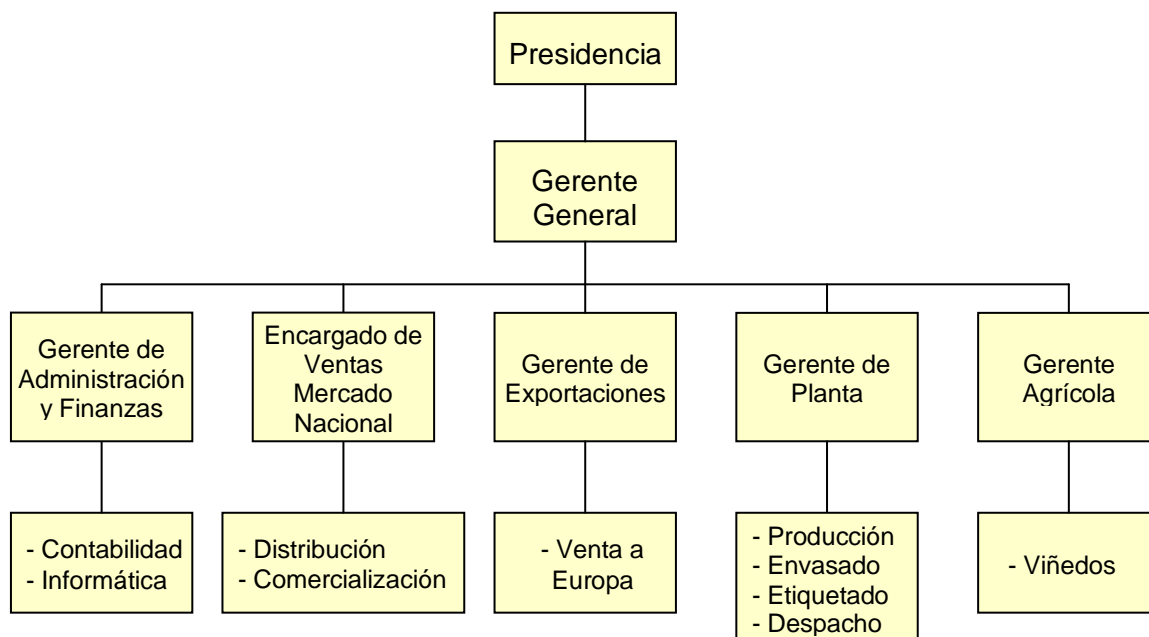 Presidencia
Gerente
General
Gerente de
Administración
y Finanzas
Encargado de
Ventas
Mercado
Nacional
Gerente de
Exportaciones
Gerente de
Planta
Gerente
Agrícola
- Contabilidad
- Informática
- Distribución
- Comercialización
- Venta a
Europa
- Producción
- Envasado
- Etiquetado
- Despacho
- Viñedos